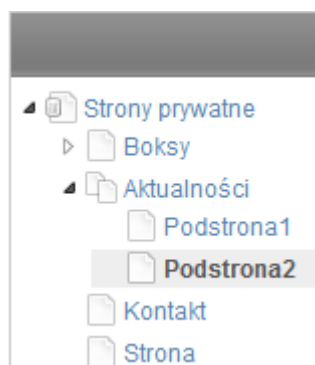 Strony prywatne
Boksy
Aktualności
Podstrona1
Podstrona2
Kontakt
Strona